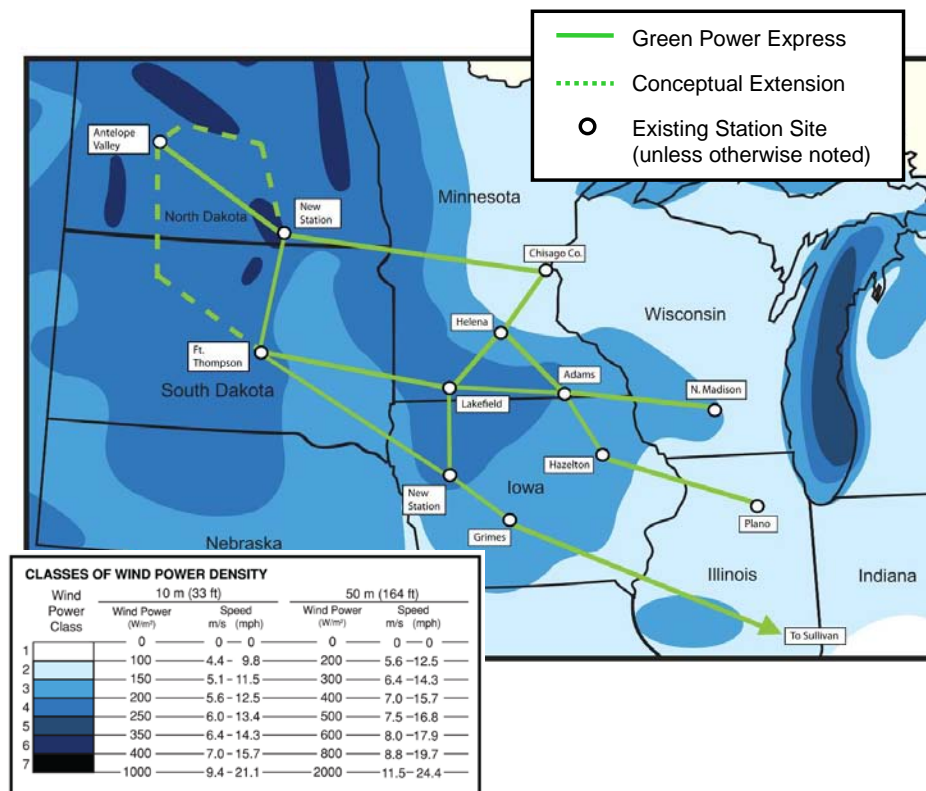 Green Power Express
Conceptual Extension
Existing Station Site
(unless otherwise noted)
Antelope
Valley
North Dakota
New
Station
Minnesota
Chisago Co.
Wisconsin
Helena
Ft.
Thompson
South Dakota
Adams
Lakefield
N. Madison
Hazelton
Iowa
New
Station
Grimes
Plano
Nebraska
Illinois
Indiana
To Sullivan
CLASSES OF WIND POWER DENSITY
Wind
Power
Class
10 m (33 ft)
50 m (164 ft)
Wind Power
(W/m²)
Speed
m/s (mph)
Wind Power
(W/m²)
Speed
m/s (mph)
0 0 – 0 0 0 – 0
1
100 4.4 – 9.8 200 5.6 – 12.5
2
150 5.1 – 11.5 300 6.4 – 14.3
3
200 5.6 – 12.5 400 7.0 – 15.7
4
250 6.0 – 13.4 500 7.5 – 16.8
5
350 6.4 – 14.3 600 8.0 – 17.9
6
400 7.0 – 15.7 800 8.8 – 19.7
7
1000 9.4 – 21.1 2000 11.5 – 24.4